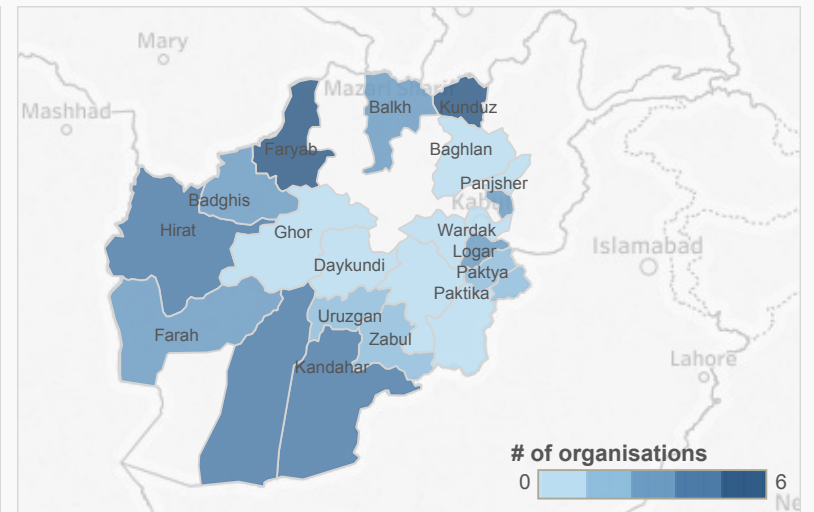 Mary
Mashhad
Mazari Sharif
Balkh
Kunduz
Faryab
Baghlan
Panjsher
Badghis
Hirat
Ghor
Wardak
Logar
Islamabad
Daykundi
Paktya
Paktika
Uruzgan
Farah
Zabul
Kandahar
Lahore
# of organisations
0
6